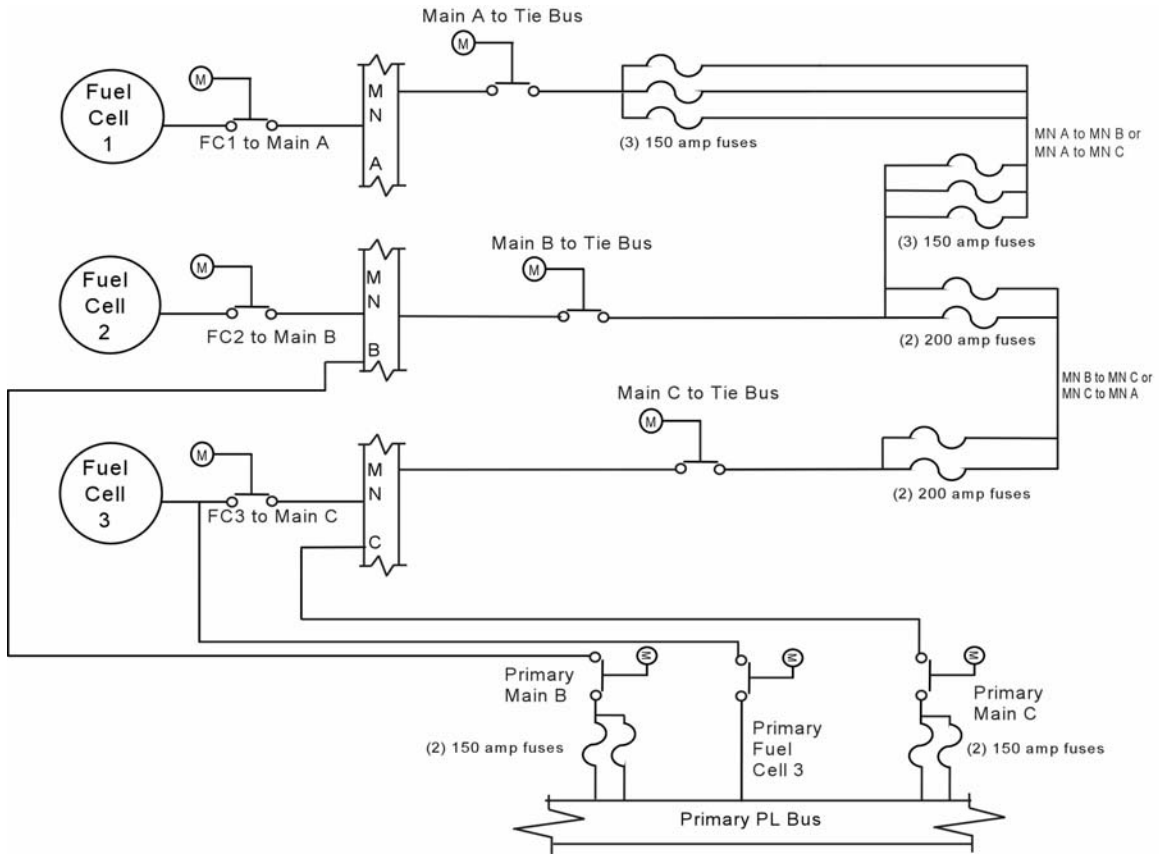 Main A to Tie Bus
M
M
Fuel
Cell
1
FC1 to Main A
MN A
(3) 150 amp fuses
MN A to MN B or
MN A to MN C
(3) 150 amp fuses
Main B to Tie Bus
M
M
Fuel
Cell
2
FC2 to Main B
MN B
(2) 200 amp fuses
MN B to MN C or
MN C to MN A
Main C to Tie Bus
M
M
Fuel
Cell
3
FC3 to Main C
MN C
(2) 200 amp fuses
M
M
M
Primary
Main B
Primary
Fuel
Cell 3
Primary
Main C
(2) 150 amp fuses
(2) 150 amp fuses
Primary PL Bus